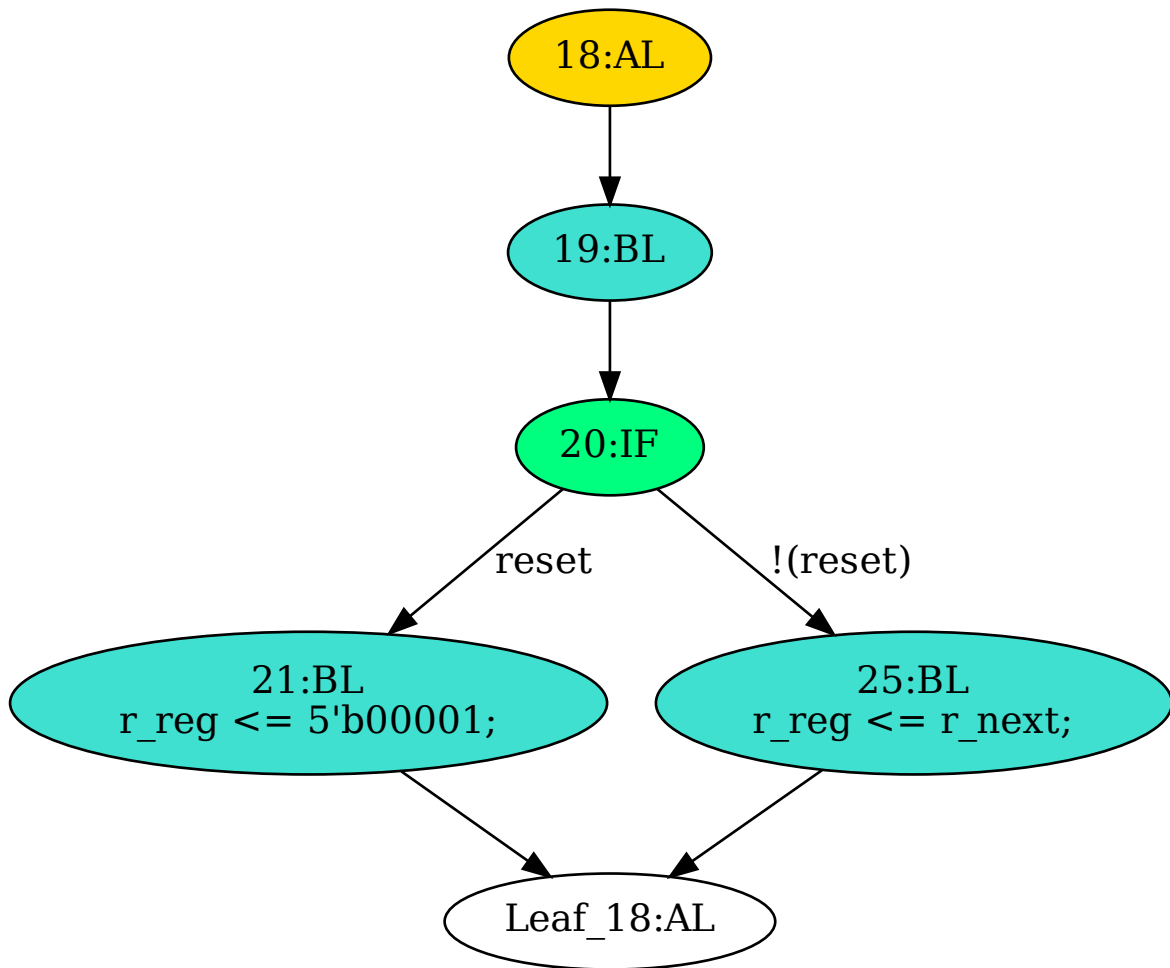 18:AL
19:BL
20:IF
reset
!(reset)
21:BL
r_reg <= 5'b00001;
25:BL
r_reg <= r_next;
Leaf_18:AL